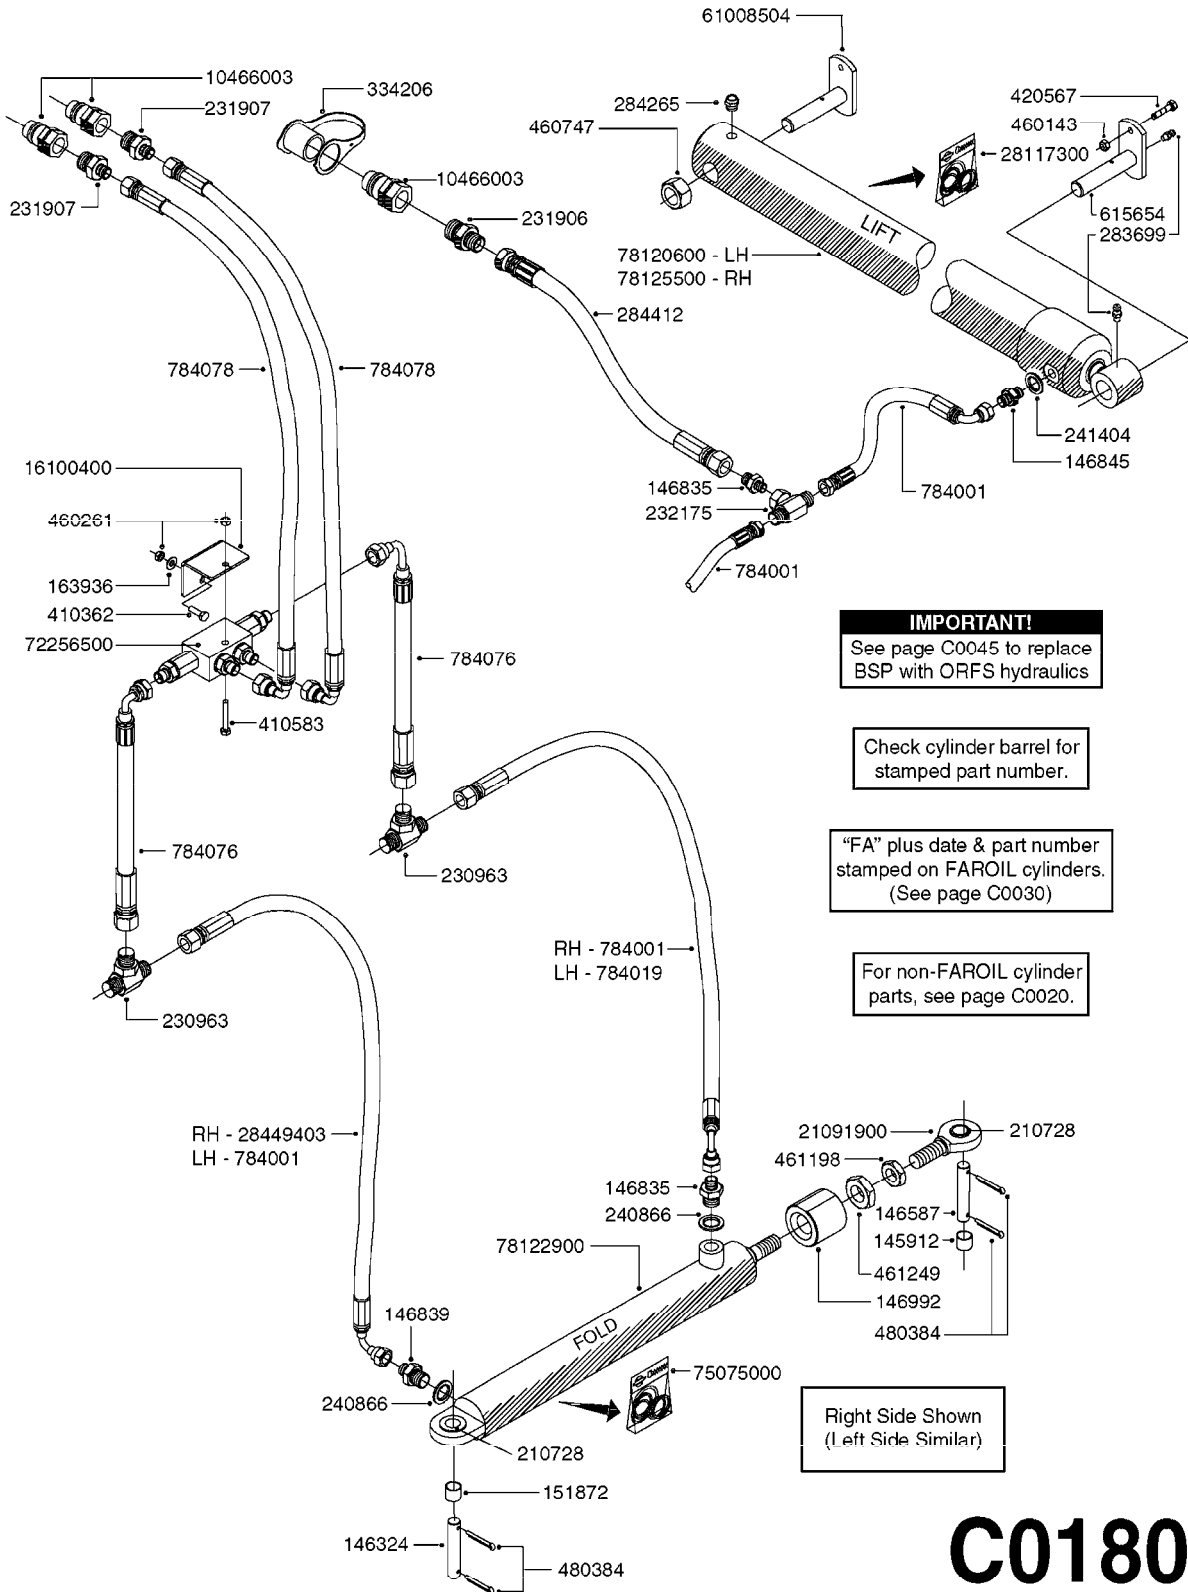 61008504
10466003
334206
231907
284265
420567
460747
460143
28117300
10466003
231907
231906
615654
LIFT
283699
78120600 - LH
78125500 - RH
284412
784078
784078
241404
146845
16100400
146835
784001
232175
460261
784001
163936
410362
IMPORTANT!
See page C0045 to replace
BSP with ORFS hydraulics
72256500
784076
410583
Check cylinder barrel for
stamped part number.
784076
230963
"FA" plus date & part number
stamped on FAROIL cylinders.
(See page C0030)
RH - 784001
LH - 784019
For non-FAROIL cylinder
parts, see page C0020.
230963
RH - 28449403
LH - 784001
21091900
210728
461198
146835
240866
146587
145912
78122900
461249
146992
146839
FOLD
480384
75075000
240866
Right Side Shown
(Left Side Similar)
210728
151872
146324
480384
C0180